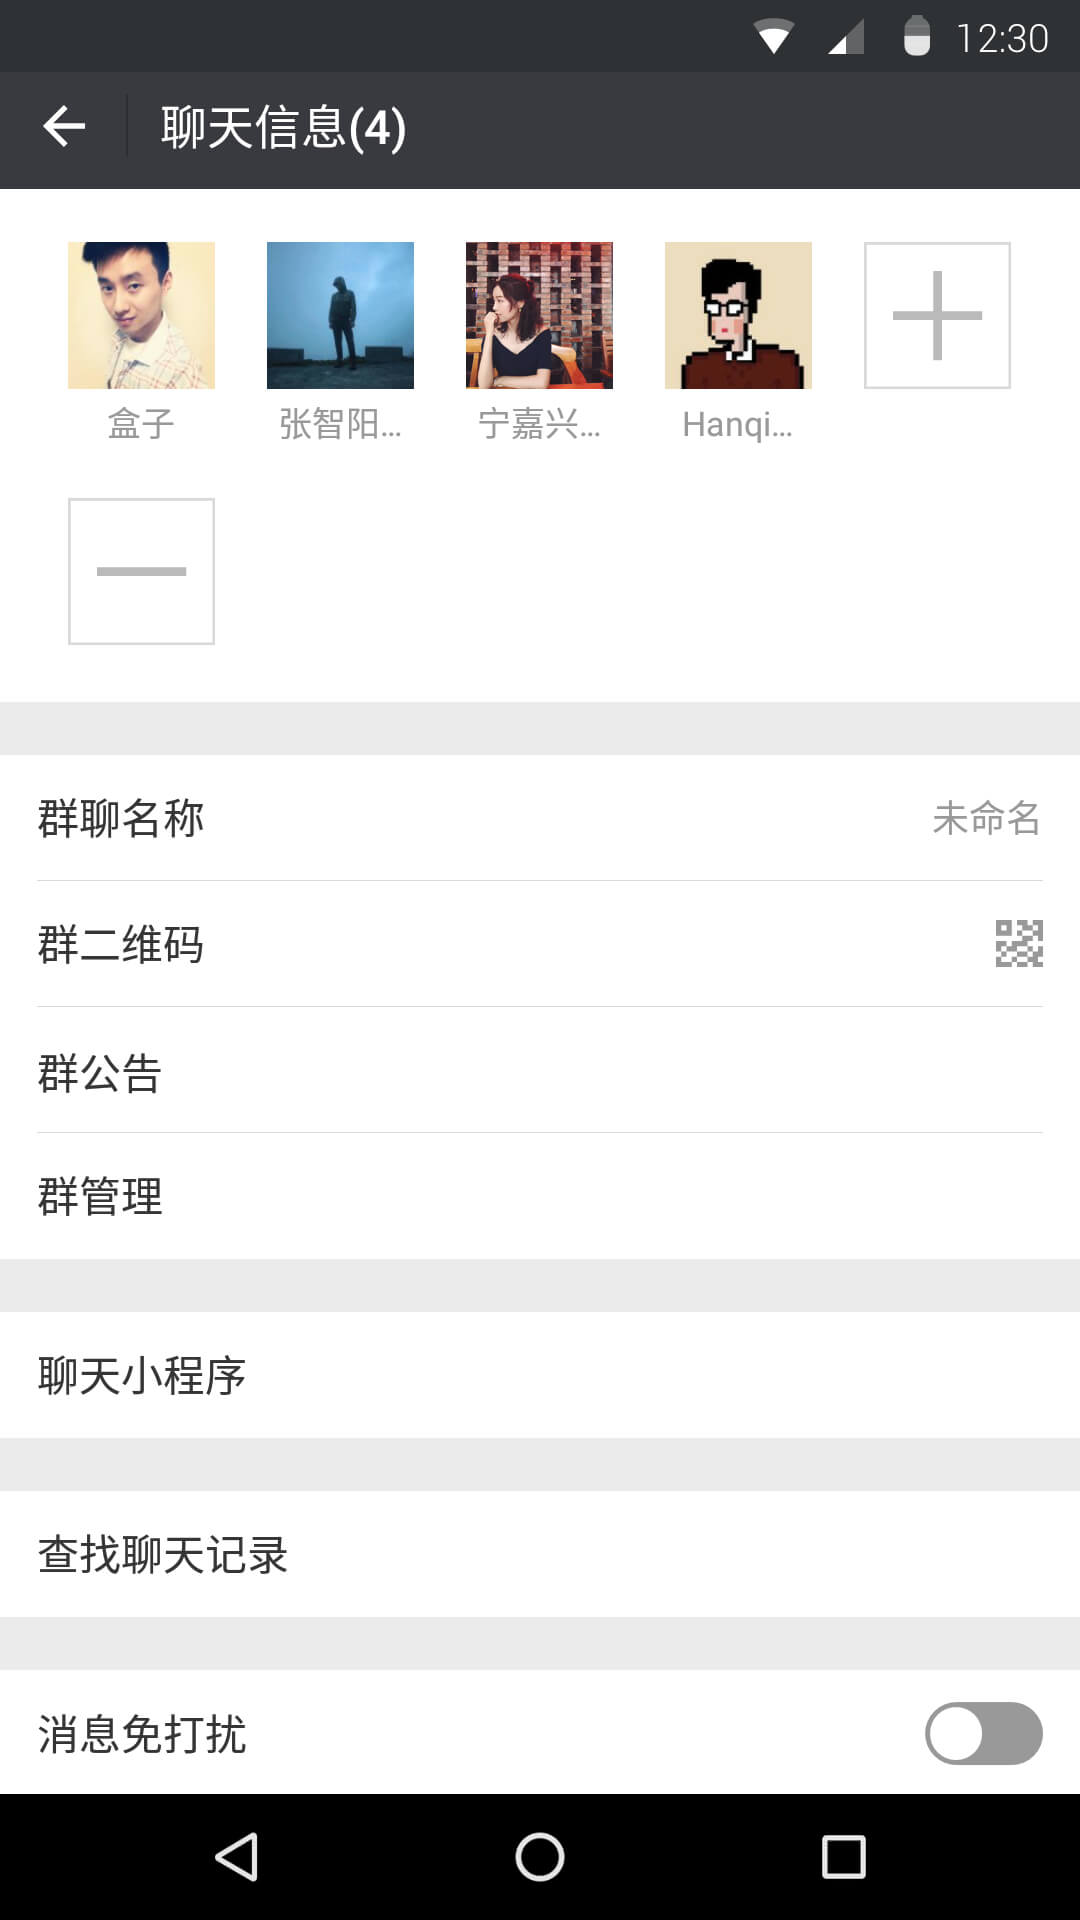 12:30
聊天信息(4)
盒子
张智阳...
宁嘉兴...
Hanqi...
群聊名称
未命名
群二维码
群公告
群管理
聊天小程序
查找聊天记录
消息免打扰